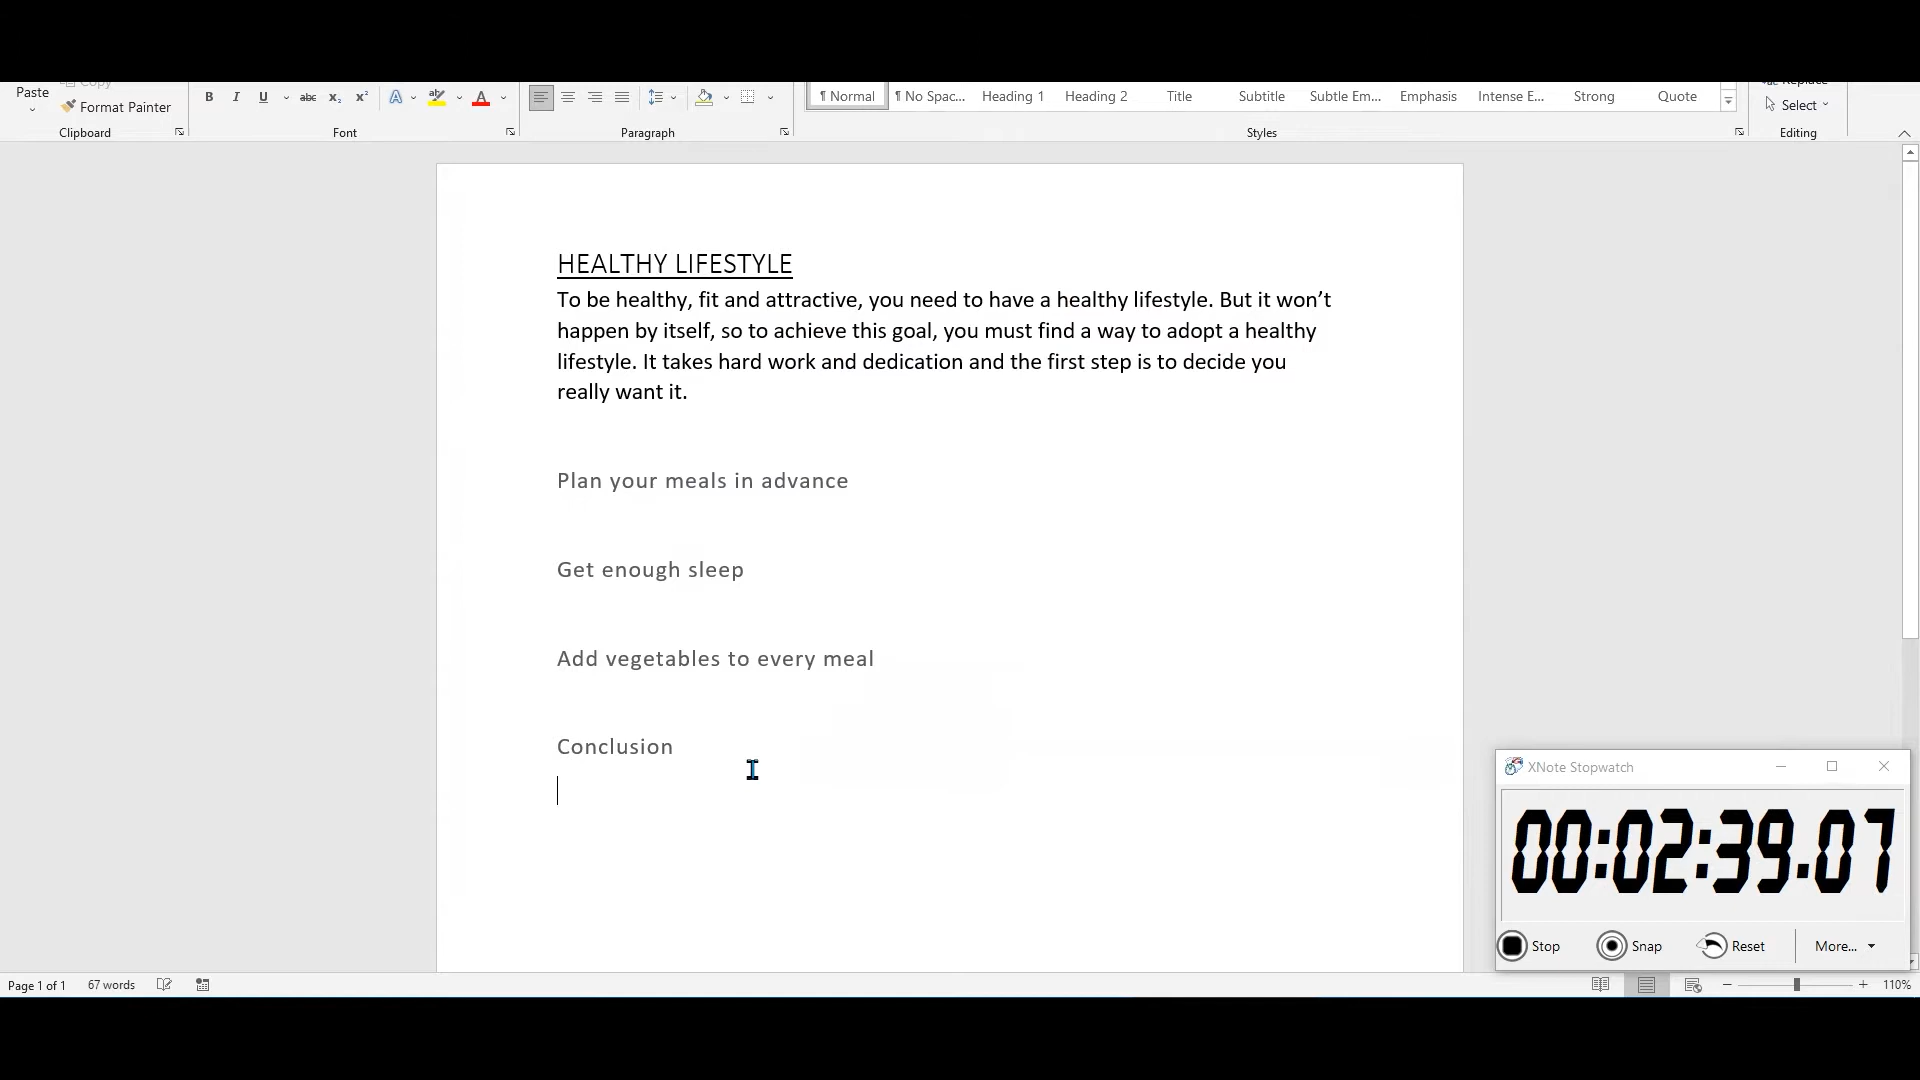 Copy
Replace
Paste
Format Painter
B I U abc x₂ x² A ab A
¶ Normal ¶ No Spac... Heading 1 Heading 2 Title Subtitle Subtle Em... Emphasis Intense E... Strong Quote
Select
Clipboard Font Paragraph Styles Editing
HEALTHY LIFESTYLE
To be healthy, fit and attractive, you need to have a healthy lifestyle. But it won’t
happen by itself, so to achieve this goal, you must find a way to adopt a healthy
lifestyle. It takes hard work and dedication and the first step is to decide you
really want it.
Plan your meals in advance
Get enough sleep
Add vegetables to every meal
Conclusion
XNote Stopwatch
00:02:39.07
Stop Snap Reset More...
Page 1 of 1 67 words 110%